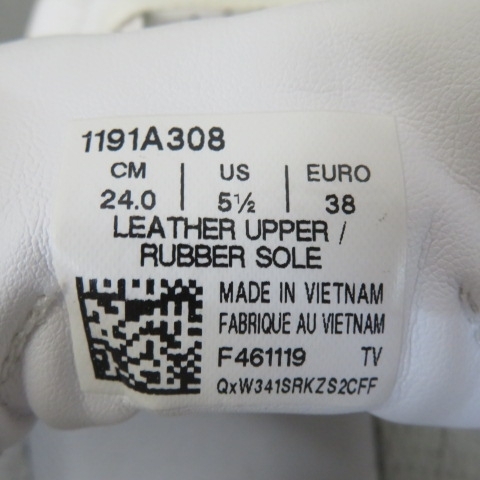 1191A308
CM | US | EURO
24.0 | 5½ | 38
LEATHER UPPER /
RUBBER SOLE
MADE IN VIETNAM
FABRIQUE AU VIETNAM
F461119 TV
QxW341SRKZS2CFF